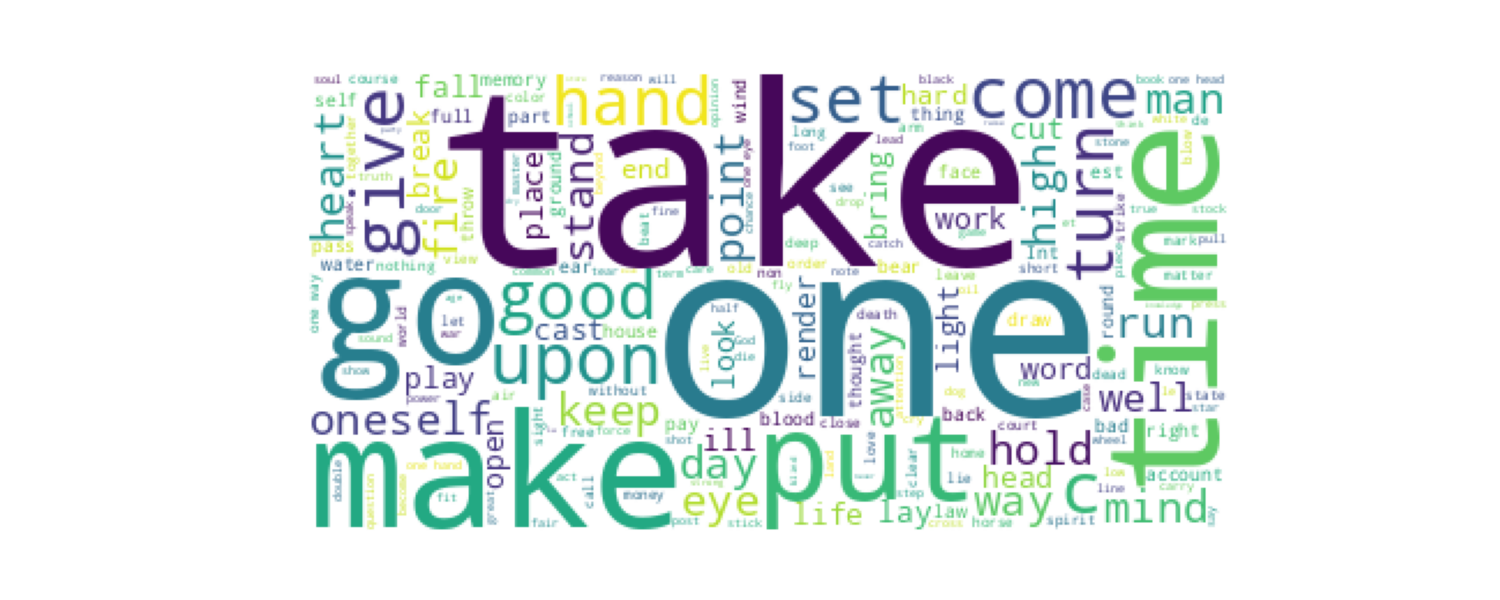 soul course
fall memory
reason will
hand
set
black
come
book one head
self
give
full
color
part
opinion
wind
hard
thing
man
heart
together
break
take
long
arm
cut
white
de
blow
fire
place
master
ground
stand
beyond
end
point
chance
one eye
foot
lead
see
bring
face
high
turn
est
stone
think
time
speak
truth
door
throw
beat
fine
drop
work
game
et
true
stock
strike
pass
view
deep
catch
Int
mark
pull
water
nothing
common
ear
tear
term
care
old
non
order
note
bear
leave
short
piece
matter
one way
go
good
fly
oil
press
world
let
war
cast
house
one
half
look
God
render
death
light
draw
round
run
sound
show
upon
live
die
thought
away
attention
word
dead
know
play
power
air
without
side
dog
new
case
well
state
star
oneself
open
sight
keep
free
force
pay
shot
blood
close
back
court
bad
wheel
right
make
ill
put
love
clear
home
hold
double
one hand
day
land
lie
head
low
account
question
become
fit
great
act
call
money
eye
step
way
c
line
carry
fair
post
stick
life
lay
law
cross
horse
spirit
mind
say